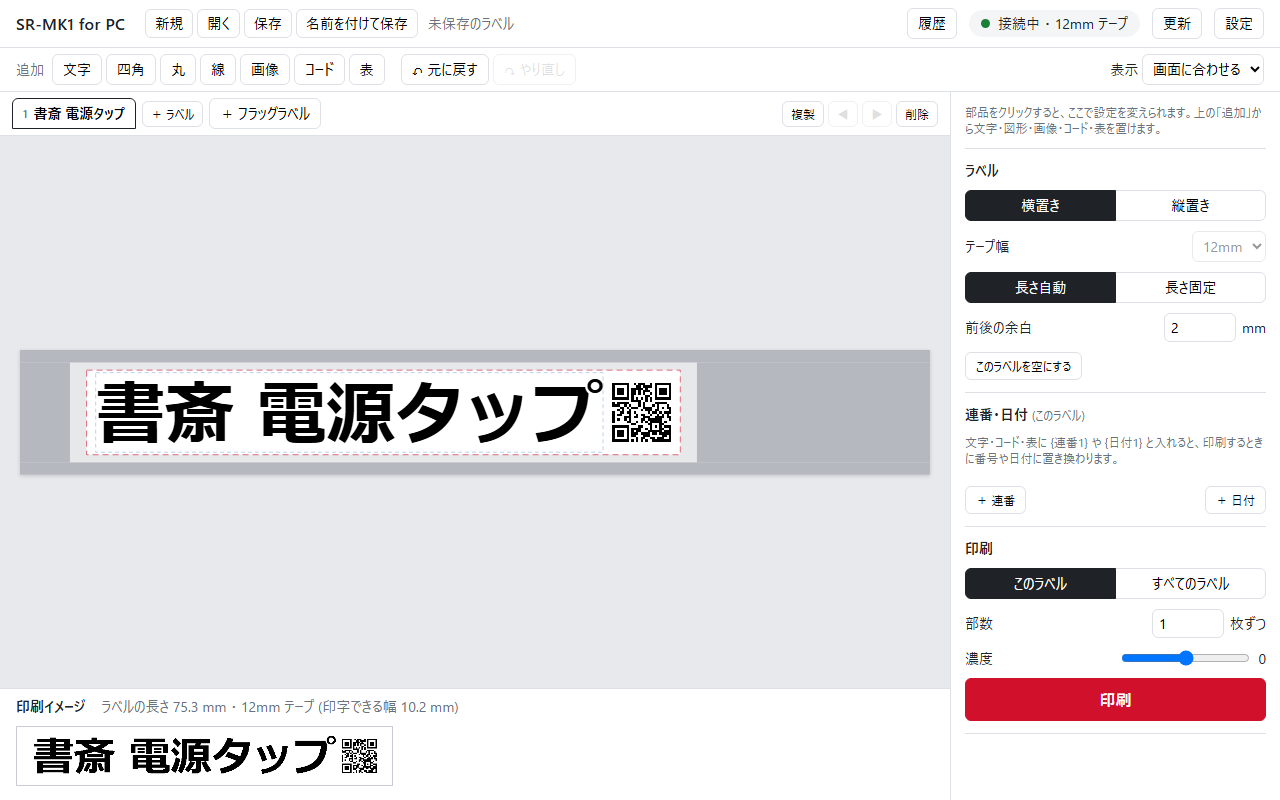 SR-MK1 for PC 新規 開く 保存 名前を付けて保存 未保存のラベル 履歴 接続中・12mm テープ 更新 設定
追加 文字 四角 丸 線 画像 コード 表 元に戻す やり直し 表示 画面に合わせる
1 書斎 電源タップ + ラベル + フラッグラベル 複製 削除
書斎 電源タップ
印刷イメージ ラベルの長さ 75.3 mm・12mm テープ (印字できる幅 10.2 mm)
書斎 電源タップ
部品をクリックすると、ここで設定を変えられます。上の「追加」か
ら文字・図形・画像・コード・表を置けます。
ラベル
横置き 縦置き
テープ幅 12mm
長さ自動 長さ固定
前後の余白 2 mm
このラベルを空にする
連番・日付 (このラベル)
文字・コード・表に {連番1} や {日付1} と入れると、印刷するとき
に番号や日付に置き換わります。
+ 連番 + 日付
印刷
このラベル すべてのラベル
部数 1 枚ずつ
濃度 0
印刷